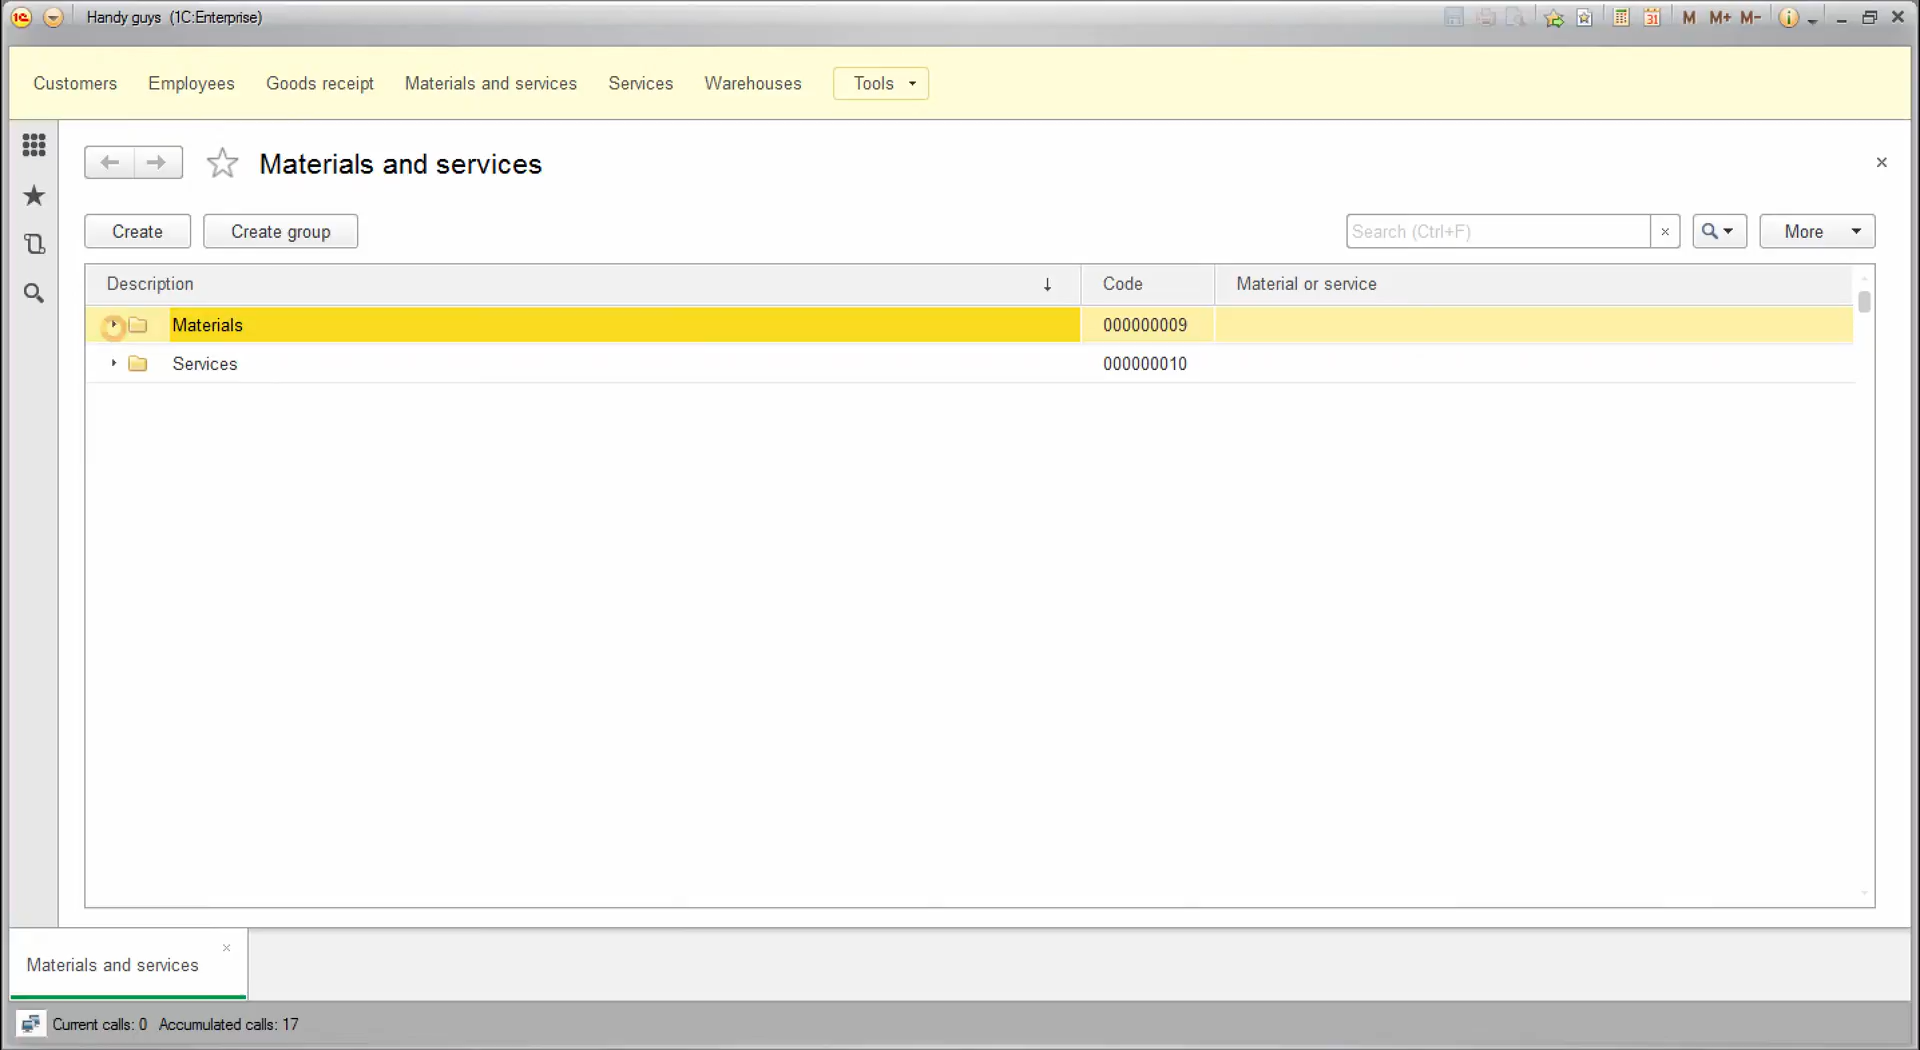 1C Handy guys (1C:Enterprise) 31 M M+ M-
Customers Employees Goods receipt Materials and services Services Warehouses Tools
Materials and services
Create Create group Search (Ctrl+F) More
Description Code Material or service
Materials 000000009
Services 000000010
Materials and services
Current calls: 0 Accumulated calls: 17